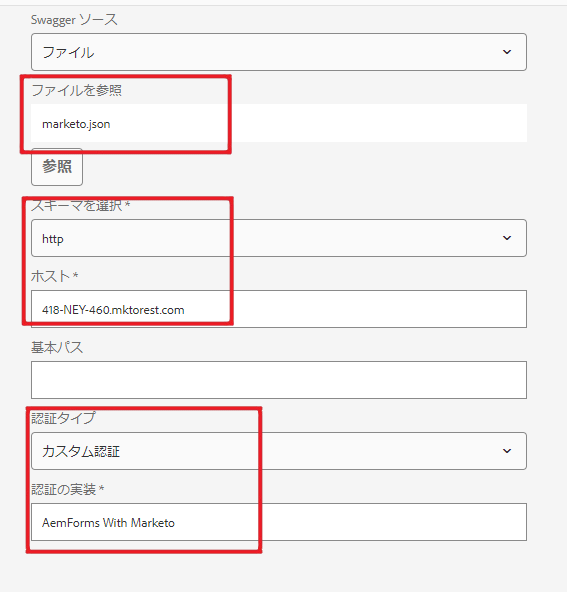 Swagger ソース
ファイル
ファイルを参照
marketo.json
参照
スキーマを選択 *
http
ホスト *
418-NEY-460.mktorest.com
基本パス
認証タイプ
カスタム認証
認証の実装 *
AemForms With Marketo